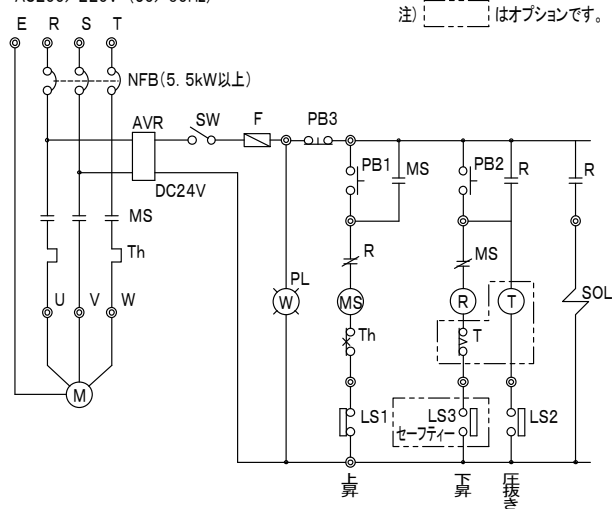 AC200/220V (50/60Hz)
注) はオプションです。
E R S T
NFB(5.5kW以上)
AVR SW F PB3
DC24V
PB1 MS PB2 R R
MS
Th
R MS
U V W
PL
W MS R T SOL
Th T
M
LS1 LS3 LS2
セーフティー
上昇
下昇
圧抜き